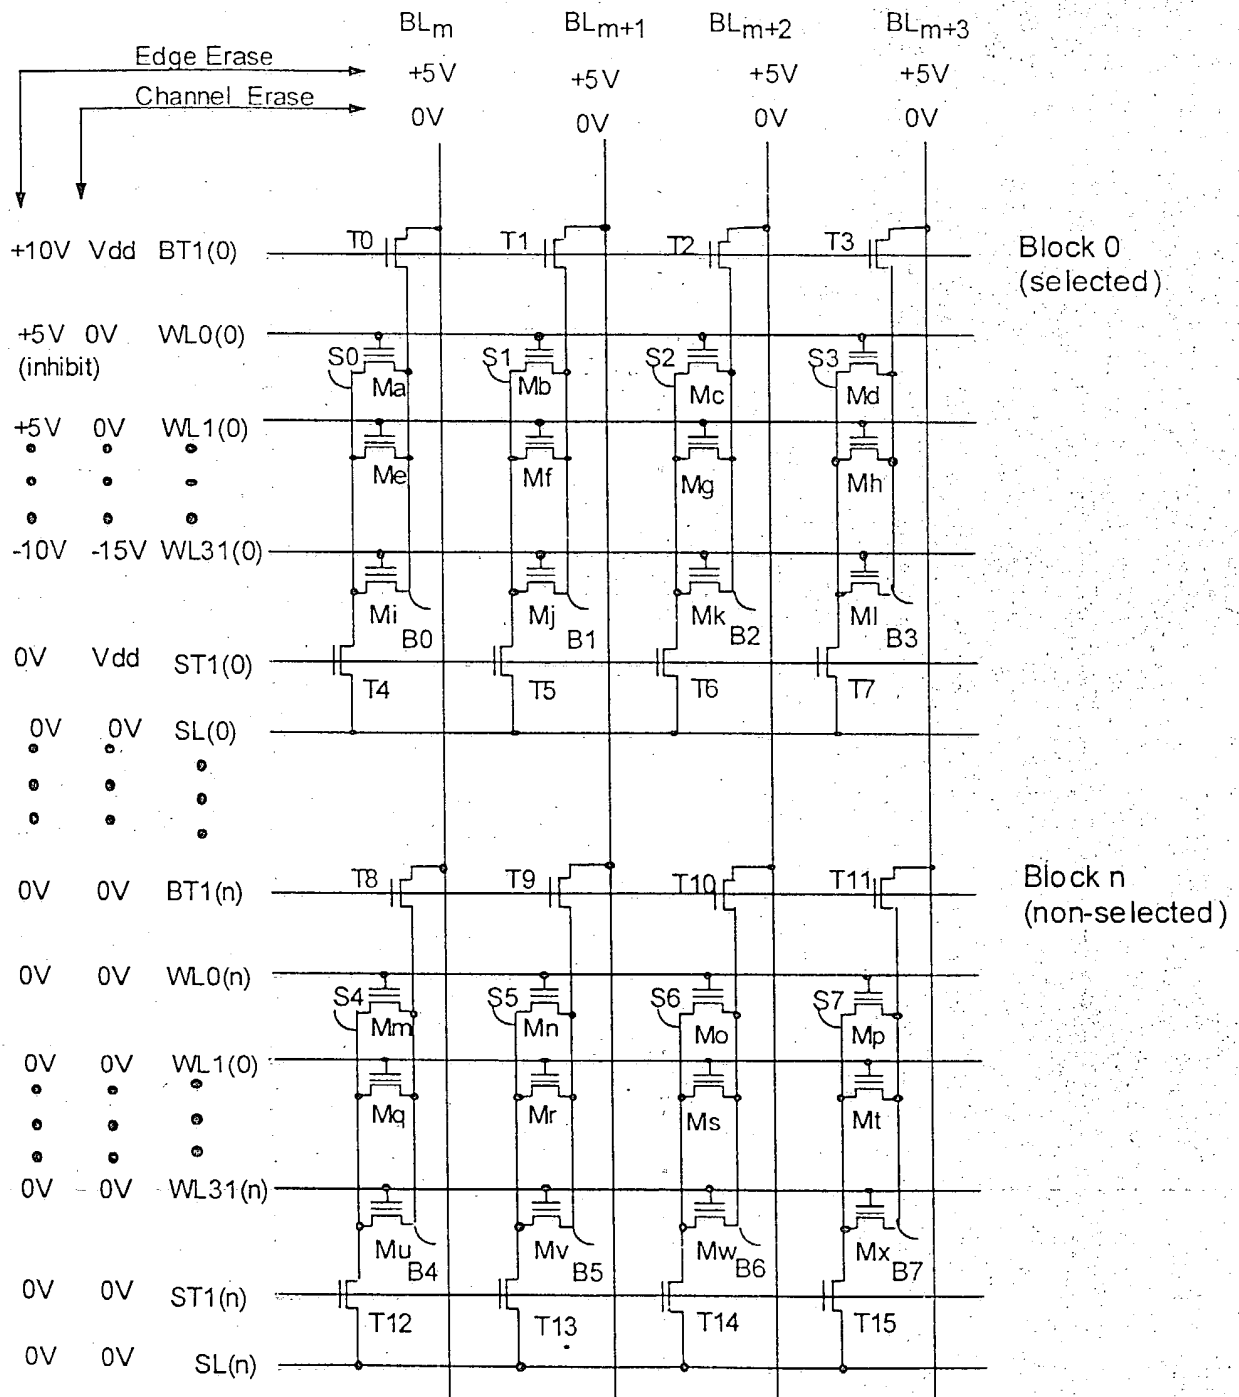 BLm BLm+1 BLm+2 BLm+3
Edge Erase +5V +5V +5V +5V
Channel Erase 0V 0V 0V 0V
+10V Vdd BT1(0) T0 T1 T2 T3 Block 0
(selected)
+5V 0V WL0(0)
(inhibit) S0 S1 S2 S3
Ma Mb Mc Md
+5V 0V WL1(0)
Me Mf Mg Mh
-10V -15V WL31(0)
Mi Mj Mk Ml
B0 B1 B2 B3
0V Vdd ST1(0)
T4 T5 T6 T7
0V 0V SL(0)
0V 0V BT1(n) T8 T9 T10 T11 Block n
(non-selected)
0V 0V WL0(n)
S4 S5 S6 S7
Mm Mn Mo Mp
0V 0V WL1(0)
Mq Mr Ms Mt
0V 0V WL31(n)
Mu Mv Mw Mx
B4 B5 B6 B7
0V 0V ST1(n)
T12 T13 T14 T15
0V 0V SL(n)